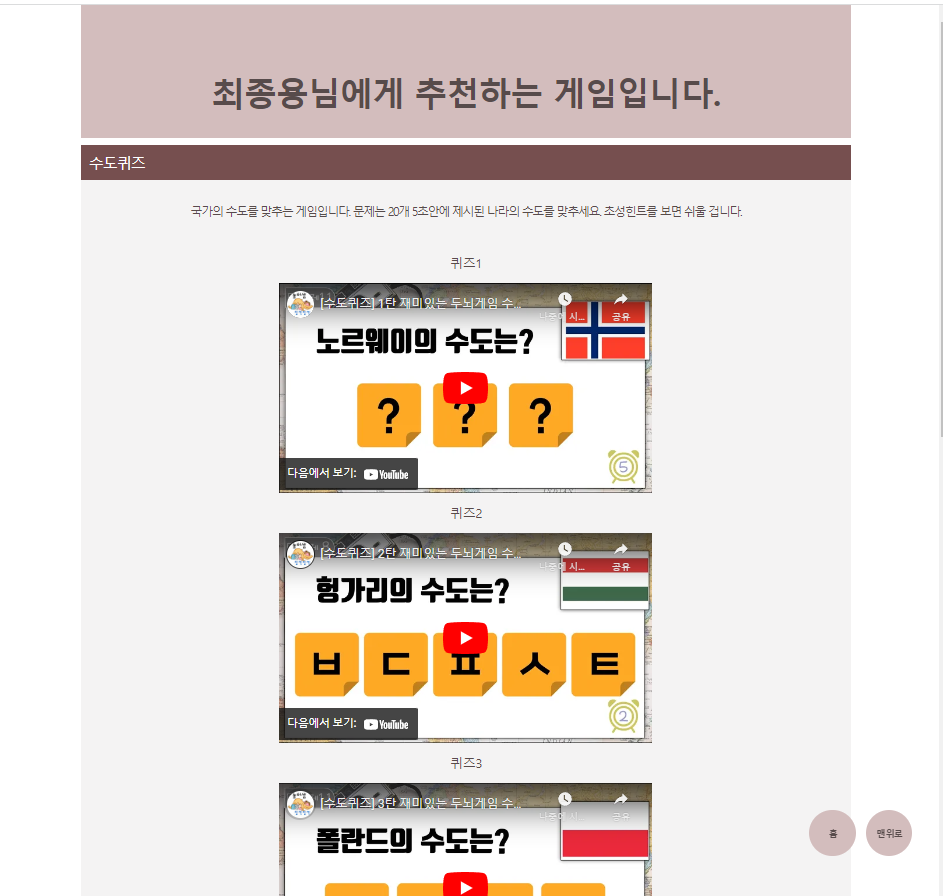 최종용님에게 추천하는 게임입니다.
수도퀴즈
국가의 수도를 맞추는 게임입니다. 문제는 20개 5초안에 제시된 나라의 수도를 맞추세요. 초성힌트를 보면 쉬울 겁니다.
퀴즈1
[수도퀴즈] 1탄 재미있는 두뇌게임 수...
나중에 시... 공유
노르웨이의 수도는?
? ? ?
5
다음에서 보기: YouTube
퀴즈2
[수도퀴즈] 2탄 재미있는 두뇌게임 수...
나중에 시... 공유
헝가리의 수도는?
ㅂ ㄷ ㅍ ㅅ ㅌ
2
다음에서 보기: YouTube
퀴즈3
[수도퀴즈] 3탄 재미있는 두뇌게임 수...
나중에 시... 공유
폴란드의 수도는?
홈 맨위로